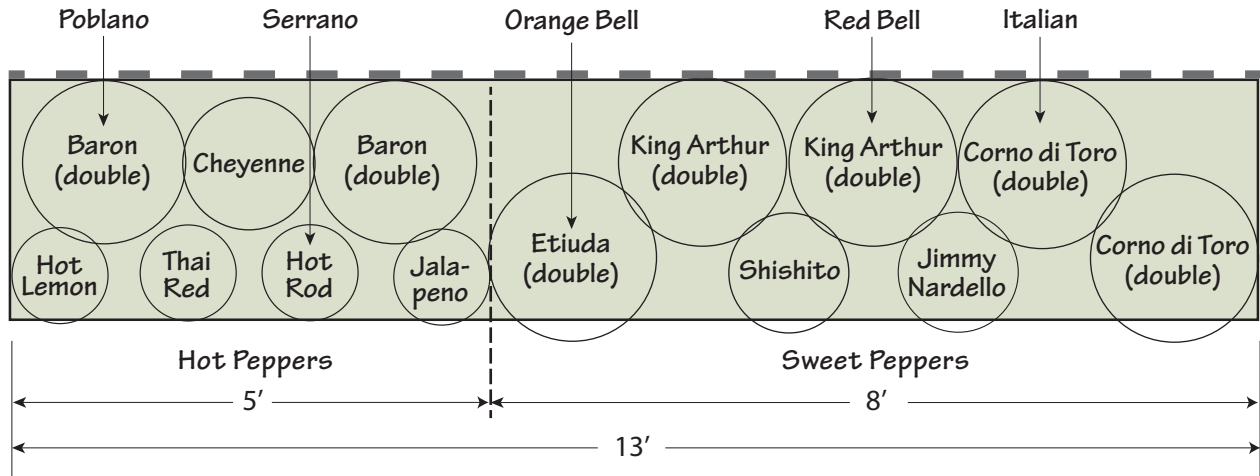 Poblano
Serrano
Orange Bell
Red Bell
Italian
Baron
(double)
Cheyenne
Baron
(double)
King Arthur
(double)
King Arthur
(double)
Corno di Toro
(double)
Hot
Lemon
Thai
Red
Hot
Rod
Jala-
peno
Etiuda
(double)
Shishito
Jimmy
Nardello
Corno di Toro
(double)
Hot Peppers
Sweet Peppers
5’
8’
13’